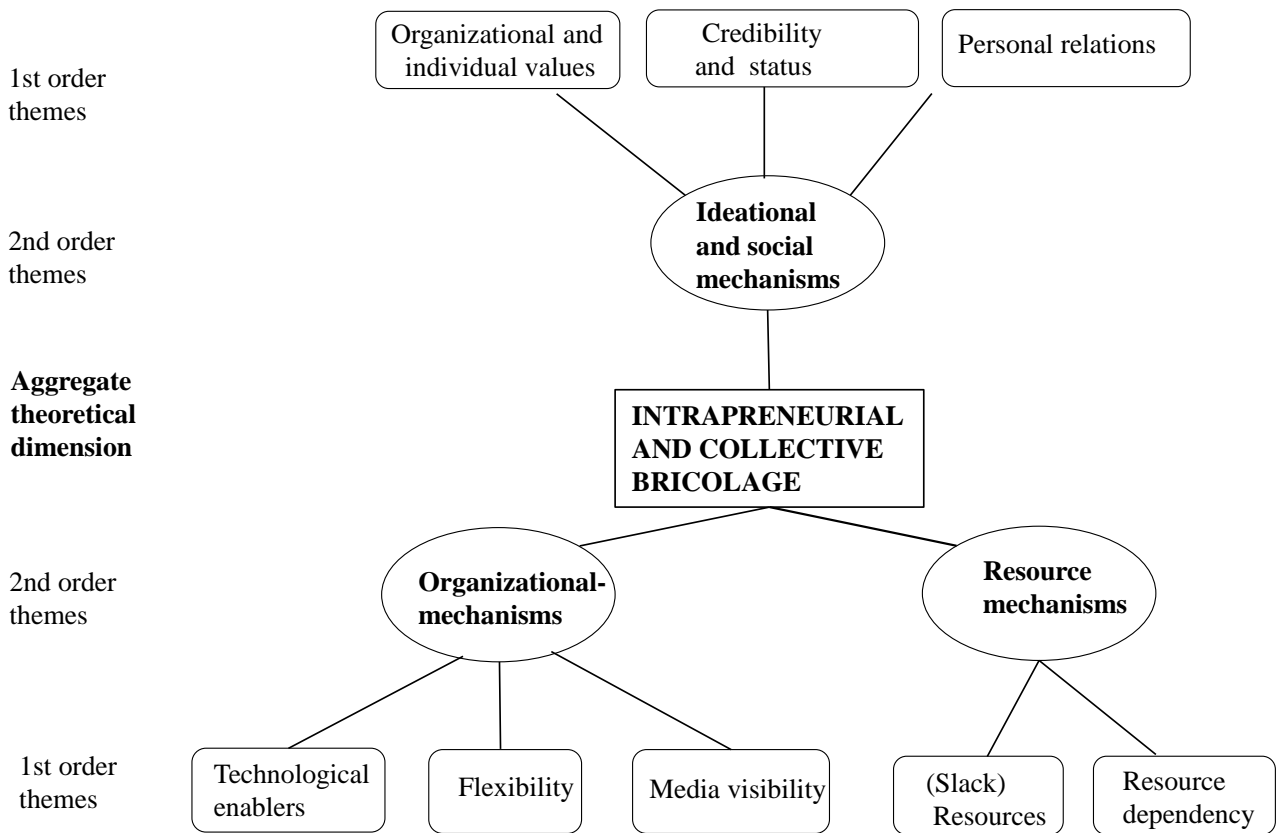 Organizational and
individual values
Credibility
and status
Personal relations
1st order
themes
Ideational
and social
mechanisms
2nd order
themes
Aggregate
theoretical
dimension
INTRAPRENEURIAL
AND COLLECTIVE
BRICOLAGE
2nd order
themes
Organizational-
mechanisms
Resource
mechanisms
1st order
themes
Technological
enablers
Flexibility
Media visibility
(Slack)
Resources
Resource
dependency